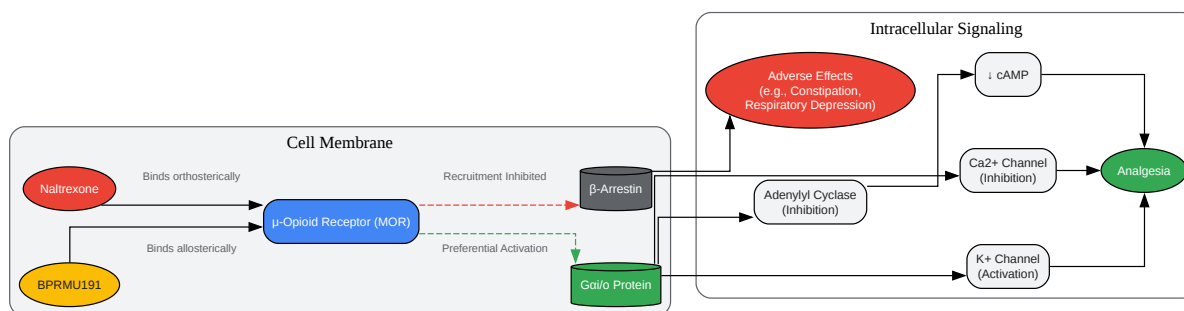 Intracellular Signaling
Adverse Effects
(e.g., Constipation,
Respiratory Depression)
↓ cAMP
Cell Membrane
Naltrexone
Binds orthosterically
Recruitment Inhibited
β-Arrestin
Adenylyl Cyclase
(Inhibition)
Ca2+ Channel
(Inhibition)
Analgesia
μ-Opioid Receptor (MOR)
Binds allosterically
Preferential Activation
BPRMU191
Gαi/o Protein
K+ Channel
(Activation)